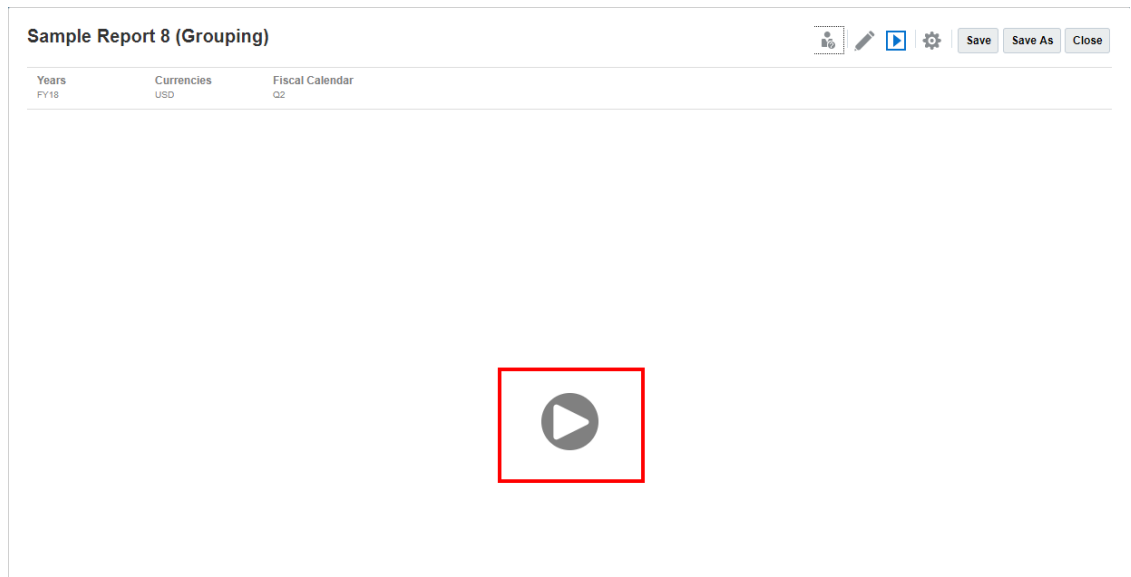 Sample Report 8 (Grouping)
Save Save As Close
Years Currencies Fiscal Calendar
FY18 USD Q2